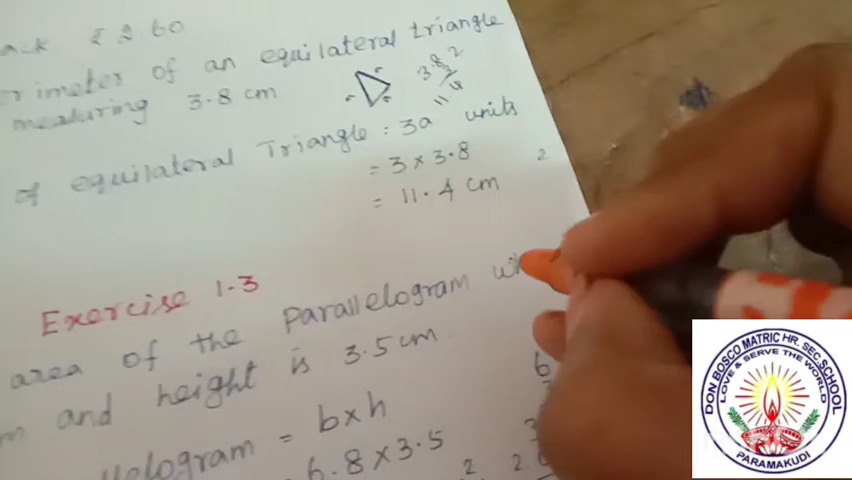 ack ₹ 2.60
erimeter of an equilateral triangle
measuring 3.8 cm
of equilateral Triangle : 3a units
= 3 × 3.8
= 11.4 cm
Exercise 1.3
area of the Parallelogram
m and height is 3.5 cm.
llelogram = b×h
6.8 × 3.5
DON BOSCO MATRIC HR. SEC SCHOOL
LOVE & SERVE THE WORLD
PARAMAKUDI